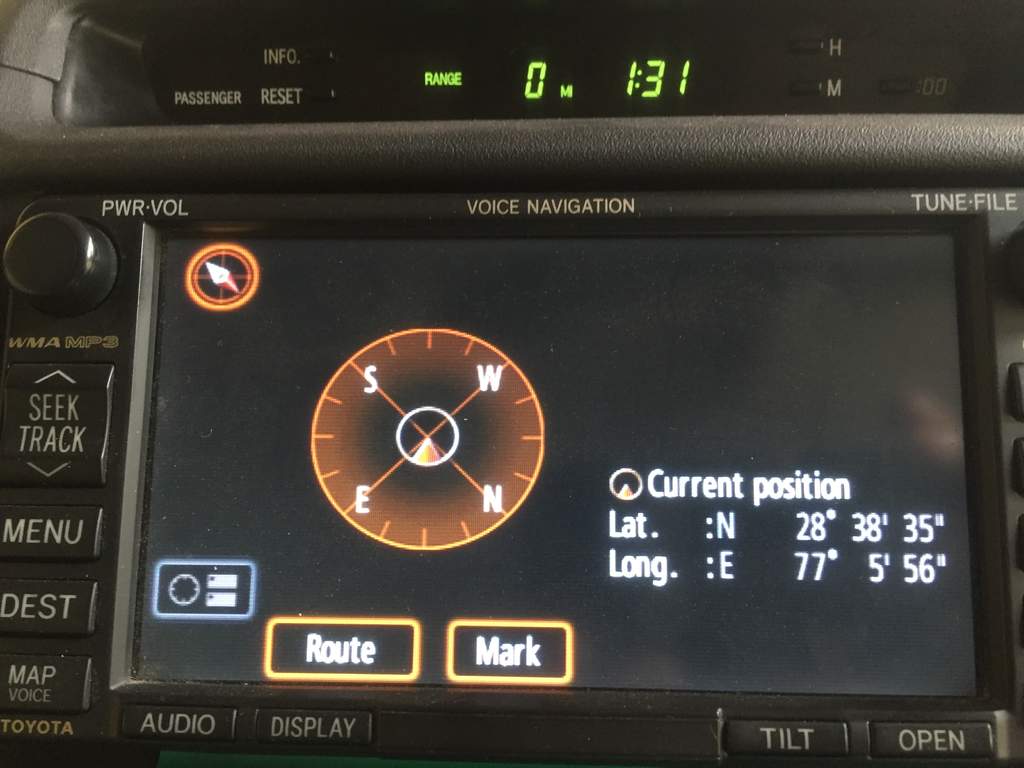 INFO.
PASSENGER RESET
RANGE 0 MI 1:31
H
M
:00
PWR·VOL
VOICE NAVIGATION
TUNE·FILE
WMA MP3
SEEK
TRACK
MENU
DEST
MAP
VOICE
TOYOTA
S W
E N
Current position
Lat. :N 28° 38' 35"
Long. :E 77° 5' 56"
Route
Mark
AUDIO
DISPLAY
TILT
OPEN